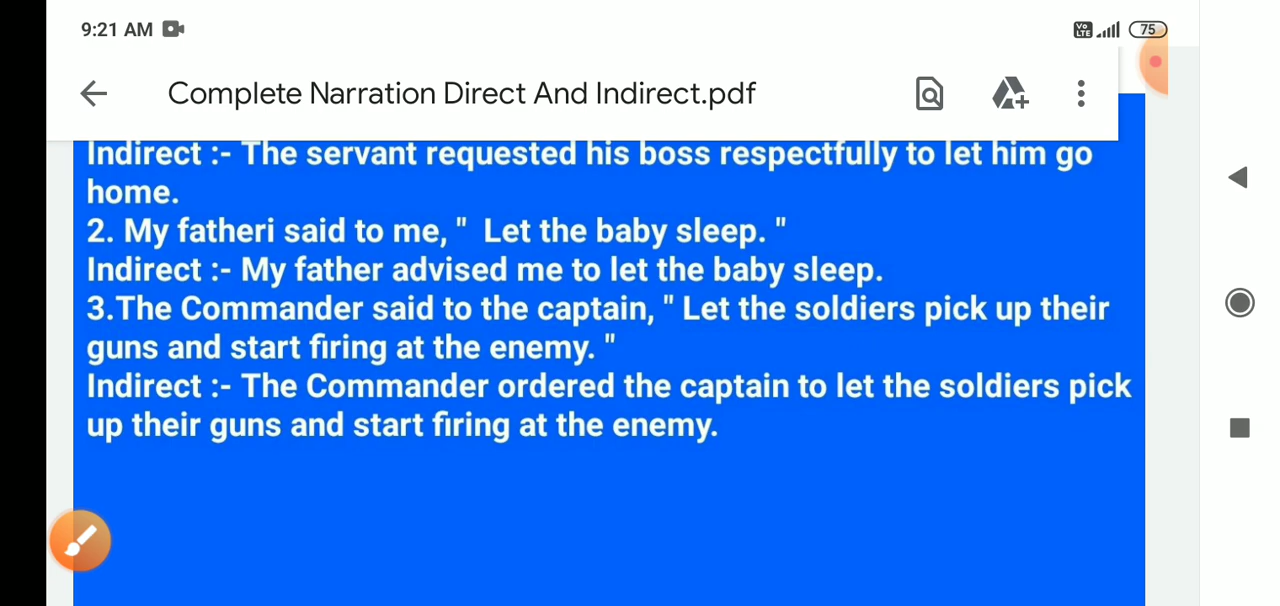 9:21 AM
Vo LTE 75
Complete Narration Direct And Indirect.pdf
Indirect :- The servant requested his boss respectfully to let him go
home.
2. My fatheri said to me, "  Let the baby sleep. "
Indirect :- My father advised me to let the baby sleep.
3.The Commander said to the captain, " Let the soldiers pick up their
guns and start firing at the enemy. "
Indirect :- The Commander ordered the captain to let the soldiers pick
up their guns and start firing at the enemy.